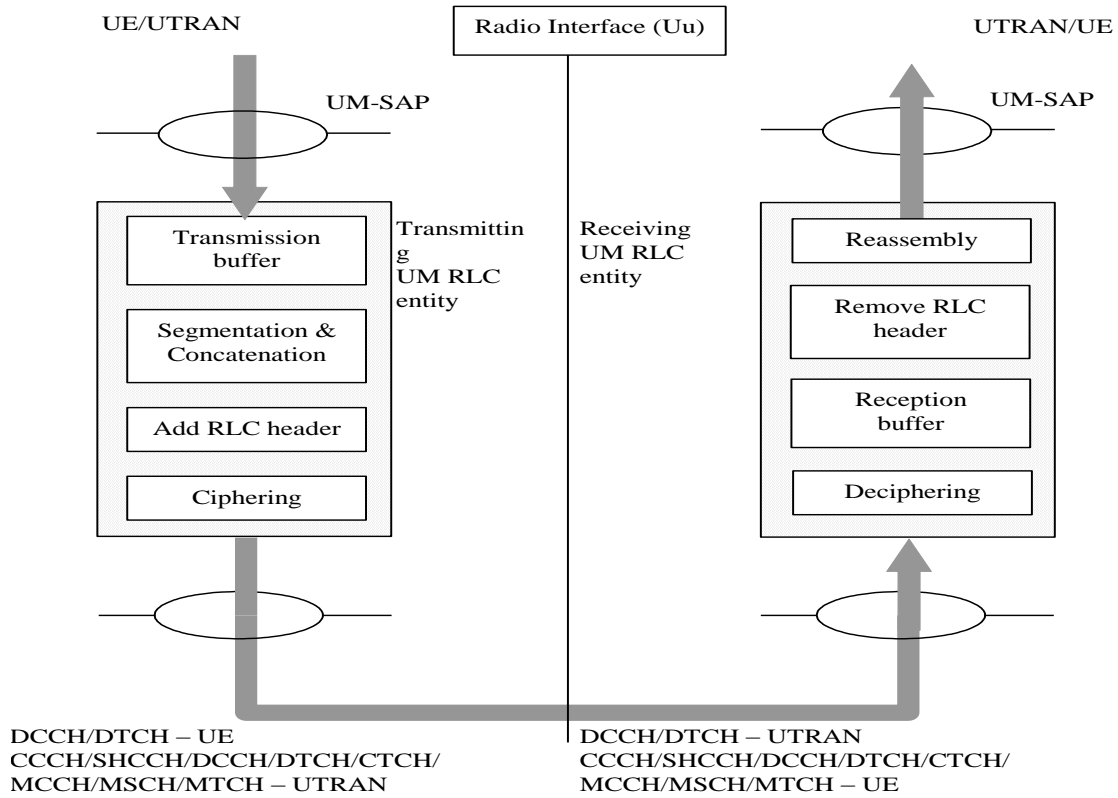 UE/UTRAN
Radio Interface (Uu)
UTRAN/UE
UM-SAP
UM-SAP
Transmission
buffer
Segmentation &
Concatenation
Add RLC header
Ciphering
Transmittin
g
UM RLC
entity
Receiving
UM RLC
entity
Reassembly
Remove RLC
header
Reception
buffer
Deciphering
DCCH/DTCH – UE
CCCH/SHCCH/DCCH/DTCH/CTCH/
MCCH/MSCH/MTCH – UTRAN
DCCH/DTCH – UTRAN
CCCH/SHCCH/DCCH/DTCH/CTCH/
MCCH/MSCH/MTCH – UE